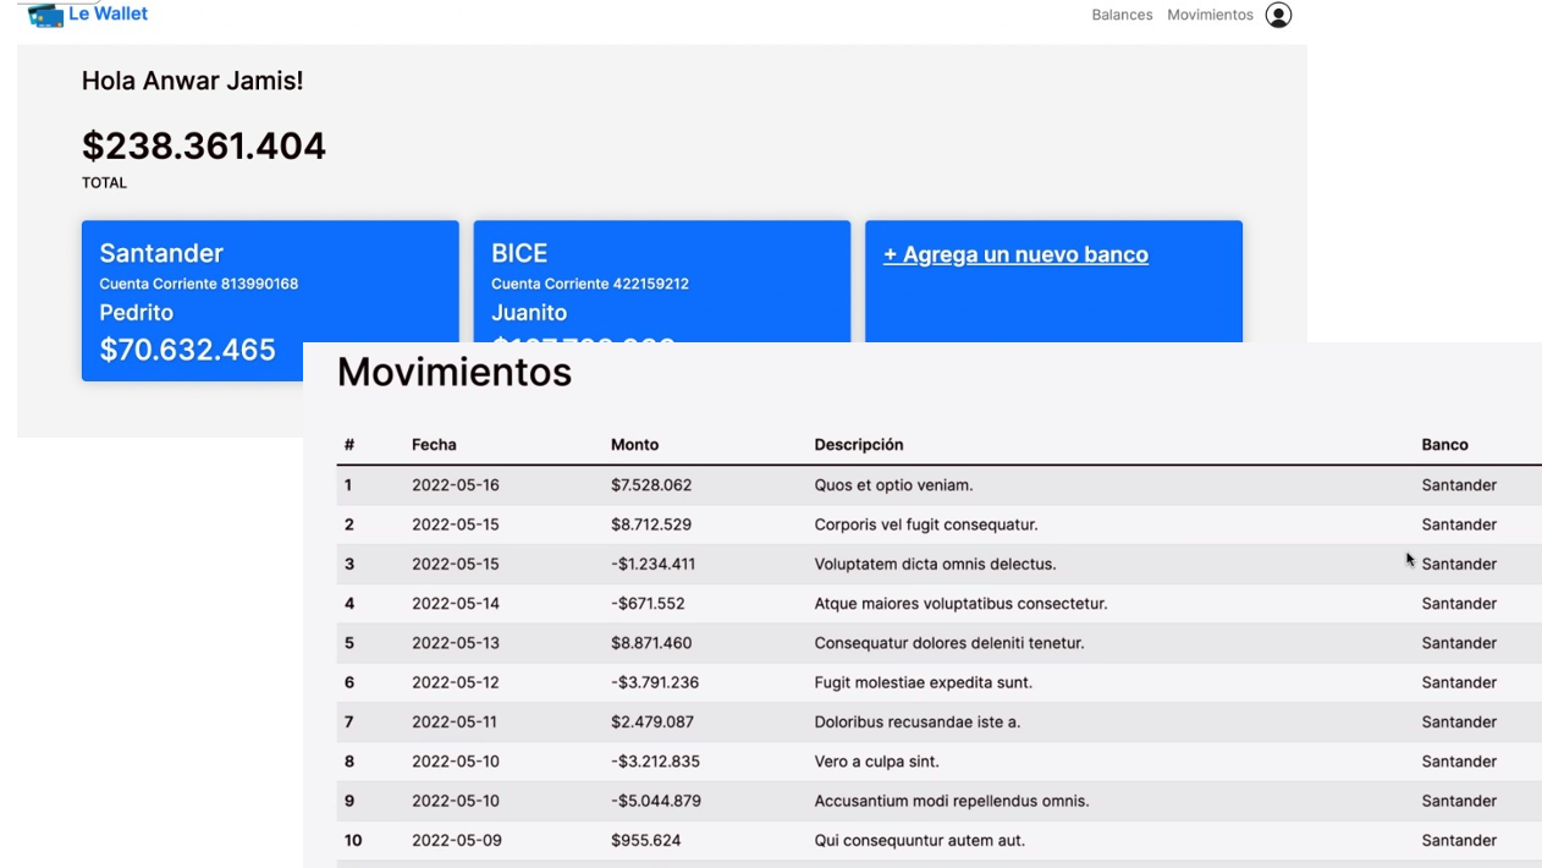 Le Wallet
Balances Movimientos
Hola Anwar Jamis!
$238.361.404
TOTAL
Santander
Cuenta Corriente 813990168
Pedrito
$70.632.465
BICE
Cuenta Corriente 422159212
Juanito
+ Agrega un nuevo banco
Movimientos
# Fecha Monto Descripción Banco
1 2022-05-16 $7.528.062 Quos et optio veniam. Santander
2 2022-05-15 $8.712.529 Corporis vel fugit consequatur. Santander
3 2022-05-15 -$1.234.411 Voluptatem dicta omnis delectus. Santander
4 2022-05-14 -$671.552 Atque maiores voluptatibus consectetur. Santander
5 2022-05-13 $8.871.460 Consequatur dolores deleniti tenetur. Santander
6 2022-05-12 -$3.791.236 Fugit molestiae expedita sunt. Santander
7 2022-05-11 $2.479.087 Doloribus recusandae iste a. Santander
8 2022-05-10 -$3.212.835 Vero a culpa sint. Santander
9 2022-05-10 -$5.044.879 Accusantium modi repellendus omnis. Santander
10 2022-05-09 $955.624 Qui consequuntur autem aut. Santander